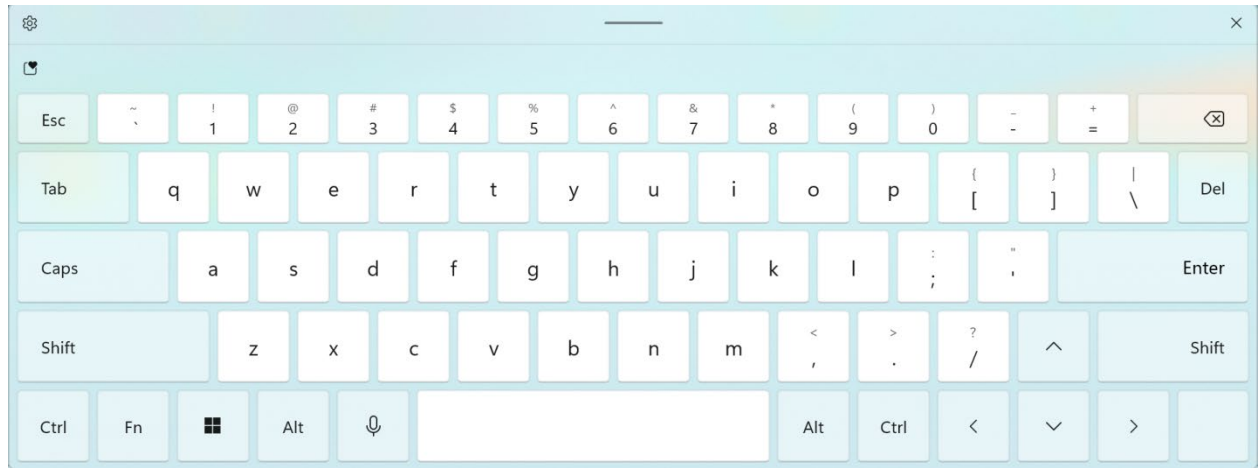 Esc ~ ` ! 1 @ 2 # 3 $ 4 % 5 ^ 6 & 7 * 8 ( 9 ) 0 _ - + =
Tab q w e r t y u i o p { [ } ] | \ Del
Caps a s d f g h j k l : ; " ' Enter
Shift z x c v b n m < , > . ? / Shift
Ctrl Fn Alt Alt Ctrl